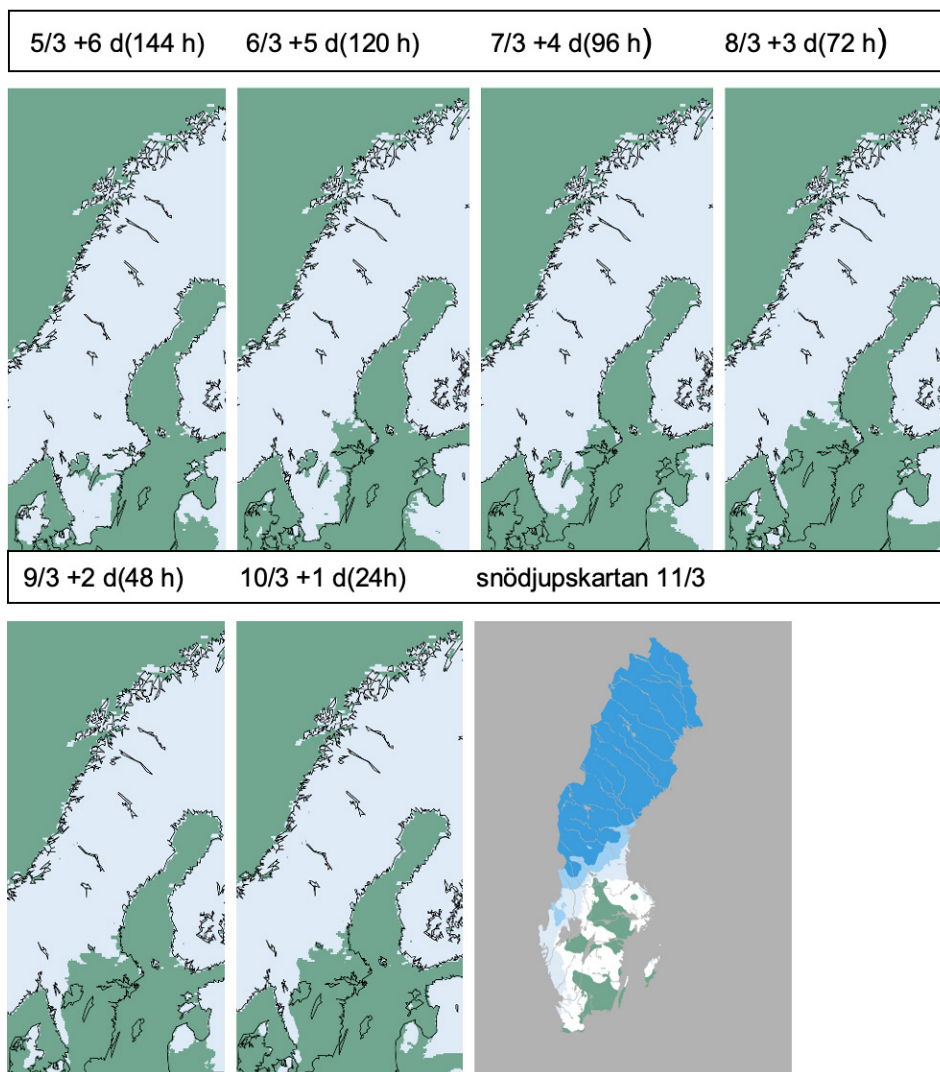 5/3 +6 d(144 h) 6/3 +5 d(120 h) 7/3 +4 d(96 h) 8/3 +3 d(72 h)
9/3 +2 d(48 h) 10/3 +1 d(24h) snödjupskartan 11/3